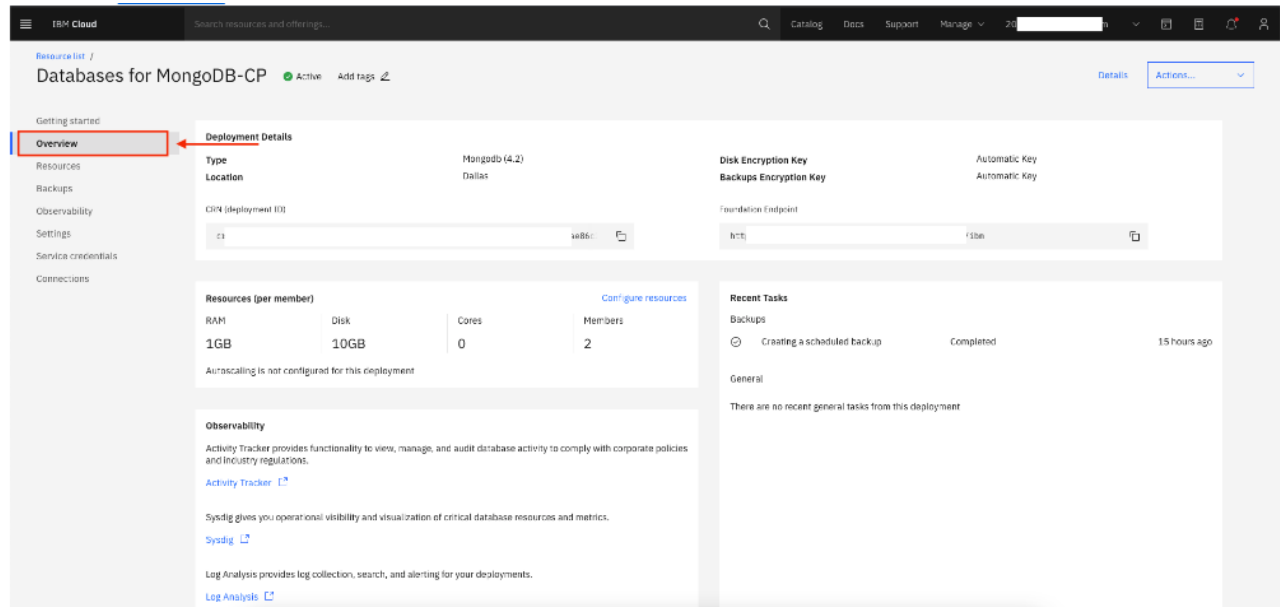 IBM Cloud
Search resources and offerings...
Catalog Docs Support Manage 20 m
Resource list /
Databases for MongoDB-CP Active Add tags
Details Actions...
Getting started
Overview
Resources
Backups
Observability
Settings
Service credentials
Connections
Deployment Details
Type Mongodb (4.2)
Location Dallas
Disk Encryption Key Automatic Key
Backups Encryption Key Automatic Key
CRN (deployment ID)
Foundation Endpoint
/ibm
Resources (per member) Configure resources
RAM Disk Cores Members
1GB 10GB 0 2
Autoscaling is not configured for this deployment
Recent Tasks
Backups
Creating a scheduled backup Completed 15 hours ago
General
There are no recent general tasks from this deployment
Observability
Activity Tracker provides functionality to view, manage, and audit database activity to comply with corporate policies
and industry regulations.
Activity Tracker
Sysdig gives you operational visibility and visualization of critical database resources and metrics.
Sysdig
Log Analysis provides log collection, search, and alerting for your deployments.
Log Analysis